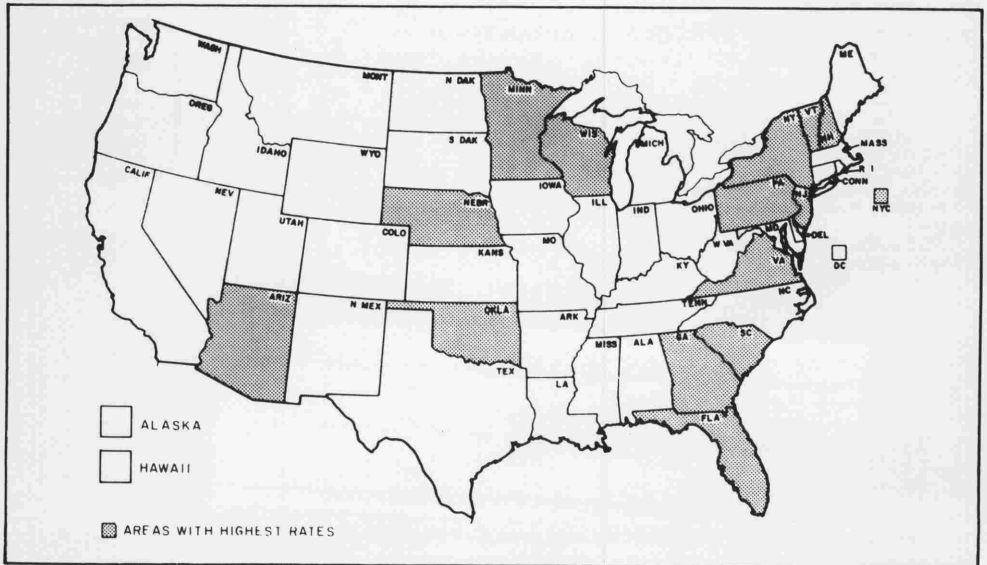 WASH
MONT
N DAK
MINN
ME
OREG
IDAHO
S DAK
WIS
MICH
NY
VT
NH
MASS
R I
CONN
NYC
WYO
CALIF
NEV
UTAH
COLO
NEBR
IOWA
ILL
IND
OHIO
PA
NJ
DEL
MD
DC
W VA
VA
KANS
MO
KY
ARIZ
N MEX
OKLA
ARK
TENN
NC
SC
TEX
LA
MISS
ALA
GA
FLA
ALASKA
HAWAII
AREAS WITH HIGHEST RATES